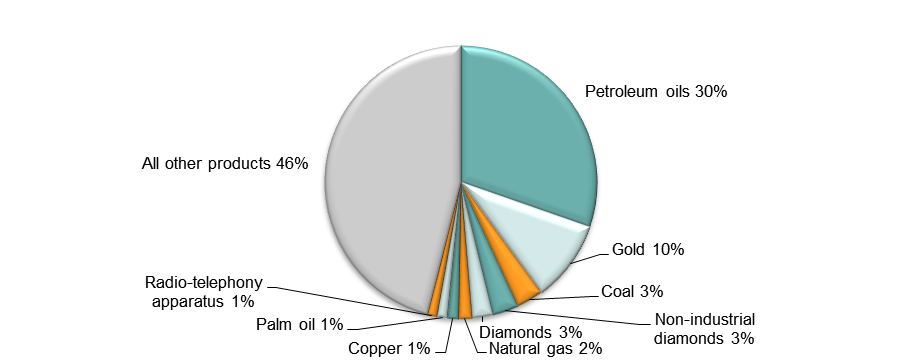 Petroleum oils 30%
All other products 46%
Gold 10%
Radio-telephony
apparatus 1%
Coal 3%
Palm oil 1%
Non-industrial
diamonds 3%
Diamonds 3%
Copper 1%
Natural gas 2%